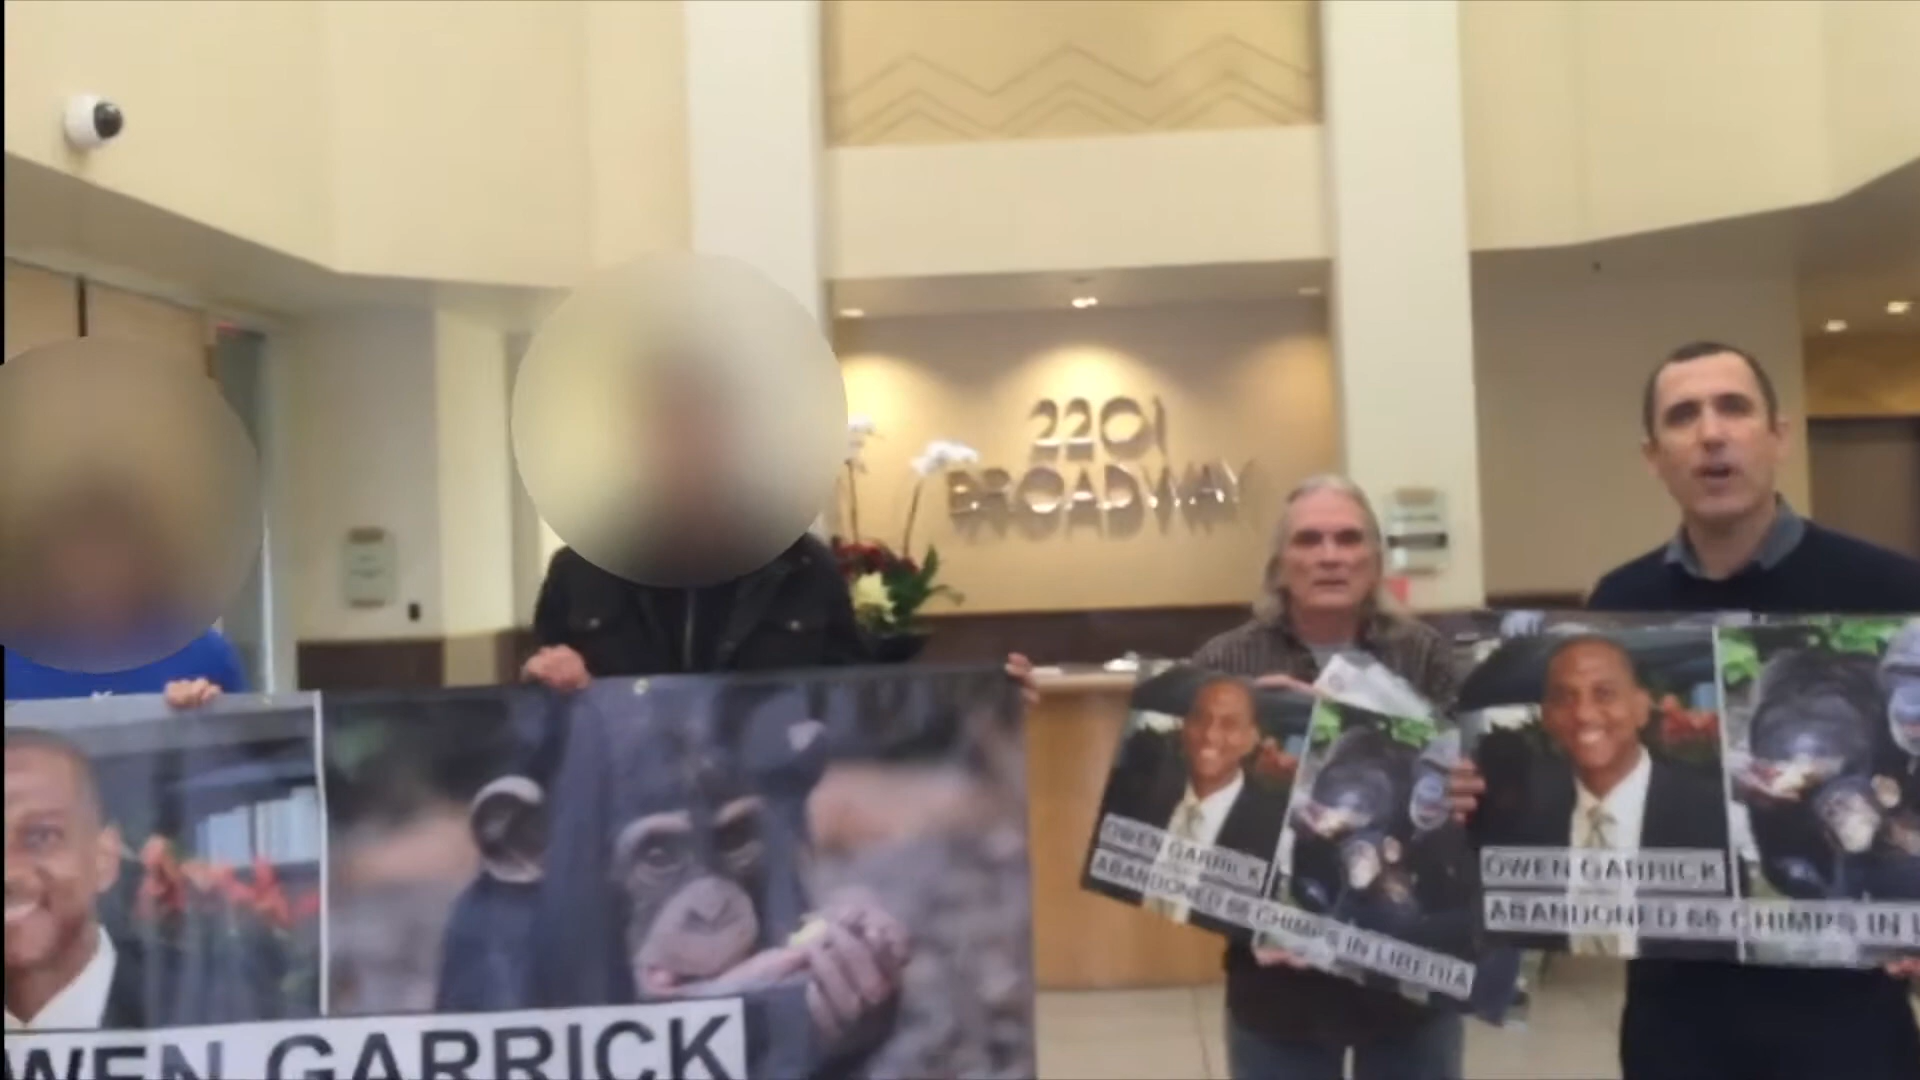 2201
BROADWAY
OWEN GARRICK
ABANDONED 66 CHIMPS IN LIBERIA
OWEN GARRICK
ABANDONED 66 CHIMPS IN L
WEN GARRICK